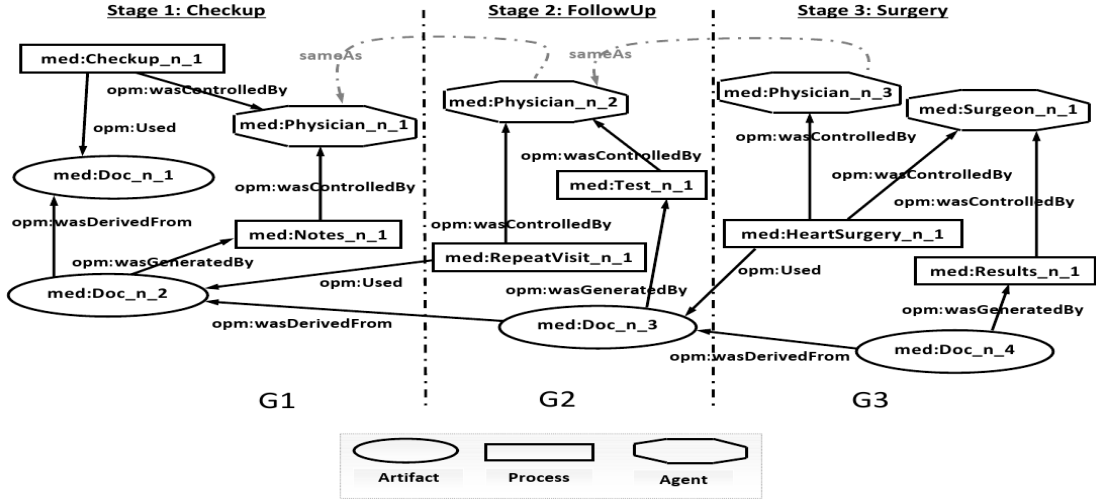 Stage 1: Checkup
Stage 2: FollowUp
Stage 3: Surgery
med:Checkup_n_1
sameAs
sameAs
opm:wasControlledBy
med:Physician_n_1
med:Physician_n_2
med:Physician_n_3
med:Surgeon_n_1
opm:Used
opm:wasControlledBy
opm:wasControlledBy
med:Doc_n_1
opm:wasControlledBy
med:Test_n_1
opm:wasControlledBy
opm:wasControlledBy
opm:wasDerivedFrom
med:Notes_n_1
opm:wasControlledBy
med:HeartSurgery_n_1
opm:wasGeneratedBy
med:RepeatVisit_n_1
opm:Used
med:Results_n_1
med:Doc_n_2
opm:Used
opm:wasGeneratedBy
opm:wasGeneratedBy
opm:wasDerivedFrom
med:Doc_n_3
opm:wasDerivedFrom
med:Doc_n_4
G1
G2
G3
Artifact
Process
Agent